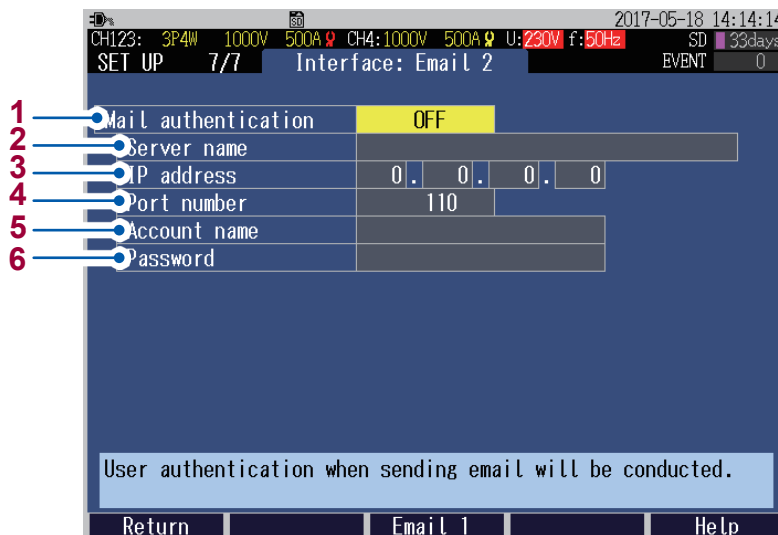 SD 2017-05-18 14:14:14
CH123: 3P4W 1000V 500A CH4:1000V 500A U:230V f:50Hz SD 33days
SET UP 7/7 Interface: Email 2 EVENT 0
1 Mail authentication OFF
2 Server name
3 IP address 0. 0. 0. 0
4 Port number 110
5 Account name
6 Password
User authentication when sending email will be conducted.
Return Email 1 Help